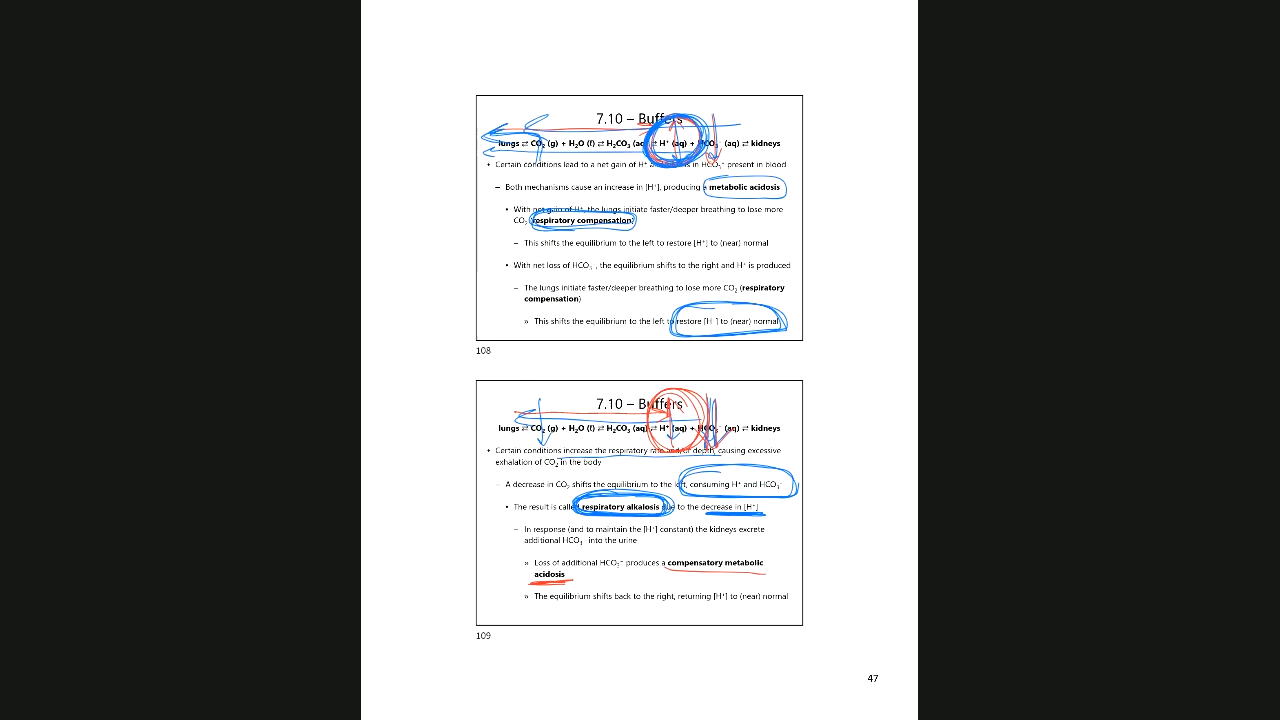 7.10 – Buffers
lungs ⇄ CO₂ (g) + H₂O (ℓ) ⇄ H₂CO₃ (aq) ⇄ H⁺ (aq) + HCO₃⁻ (aq) ⇄ kidneys
• Certain conditions lead to a net gain of H⁺ in HCO₃⁻ present in blood
– Both mechanisms cause an increase in [H⁺], producing a metabolic acidosis
• With net gain of H⁺, the lungs initiate faster/deeper breathing to lose more
CO₂ (respiratory compensation)
– This shifts the equilibrium to the left to restore [H⁺] to (near) normal
• With net loss of HCO₃⁻, the equilibrium shifts to the right and H⁺ is produced
– The lungs initiate faster/deeper breathing to lose more CO₂ (respiratory
compensation)
» This shifts the equilibrium to the left to restore [H⁺] to (near) normal
108
7.10 – Buffers
lungs ⇄ CO₂ (g) + H₂O (ℓ) ⇄ H₂CO₃ (aq) ⇄ H⁺ (aq) + HCO₃⁻ (aq) ⇄ kidneys
• Certain conditions increase the respiratory rate and/or depth, causing excessive
exhalation of CO₂ in the body
– A decrease in CO₂ shifts the equilibrium to the left, consuming H⁺ and HCO₃⁻
• The result is called respiratory alkalosis due to the decrease in [H⁺]
– In response (and to maintain the [H⁺] constant) the kidneys excrete
additional HCO₃⁻ into the urine
» Loss of additional HCO₃⁻ produces a compensatory metabolic
acidosis
» The equilibrium shifts back to the right, returning [H⁺] to (near) normal
109
47